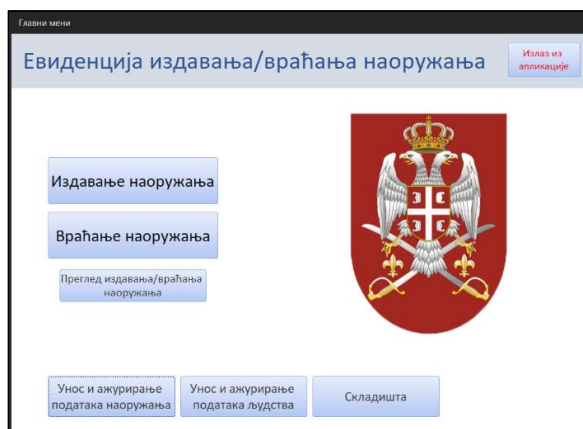 Главни мени
Евиденција издавања/враћања наоружања
Излаз из
апликације
Издавање наоружања
Враћање наоружања
Преглед издавања/враћања
наоружања
Унос и ажурирање
података наоружања
Унос и ажурирање
података људства
Складишта